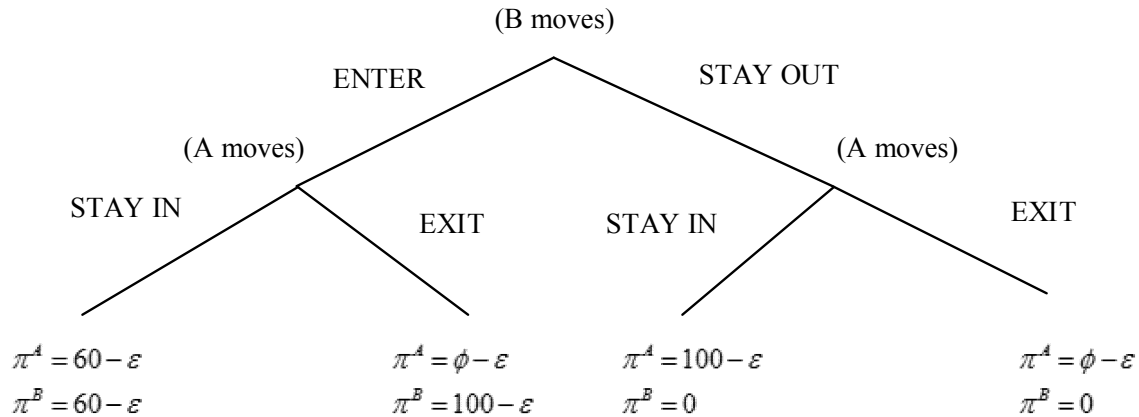 (B moves)
ENTER
STAY OUT
(A moves)
(A moves)
STAY IN
EXIT
STAY IN
EXIT
π^A = 60 − ε
π^B = 60 − ε
π^A = ϕ − ε
π^B = 100 − ε
π^A = 100 − ε
π^B = 0
π^A = ϕ − ε
π^B = 0